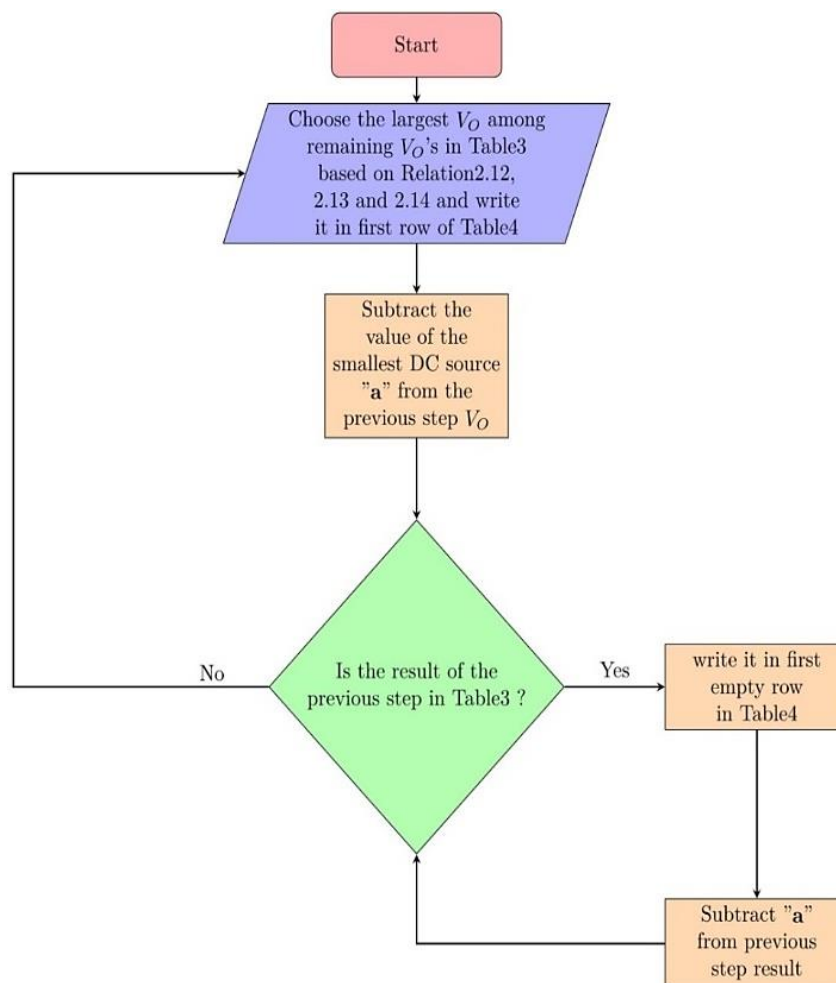 Start
Choose the largest V_O among
remaining V_O's in Table3
based on Relation2.12,
2.13 and 2.14 and write
it in first row of Table4
Subtract the
value of the
smallest DC source
”a” from the
previous step V_O
Is the result of the
previous step in Table3 ?
No
Yes
write it in first
empty row
in Table4
Subtract ”a”
from previous
step result